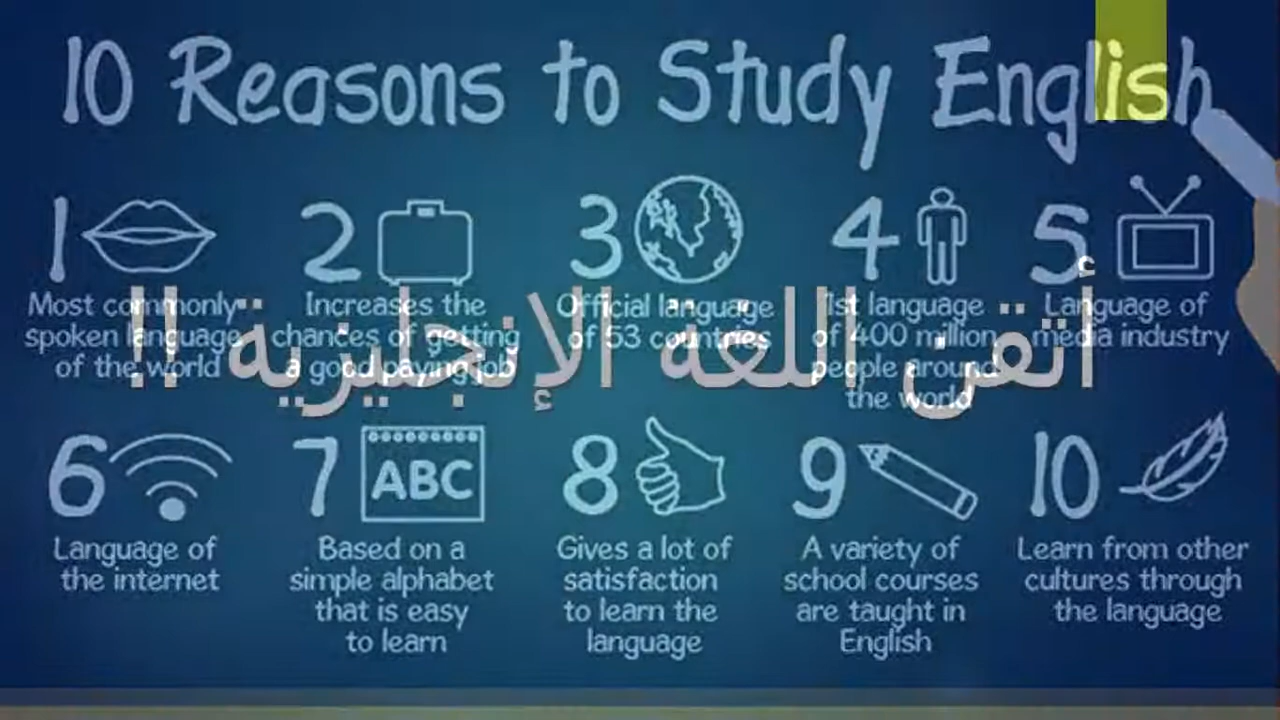 10 Reasons to Study English
1
Most commonly
spoken language
of the world
2
Increases the
chances of getting
a good paying job
3
Official language
of 53 countries
4
1st language
of 400 million
people around
the world
5
Language of
media industry
أتقن اللغة الإنجليزية !!
6
Language of
the internet
7
ABC
Based on a
simple alphabet
that is easy
to learn
8
Gives a lot of
satisfaction
to learn the
language
9
A variety of
school courses
are taught in
English
10
Learn from other
cultures through
the language